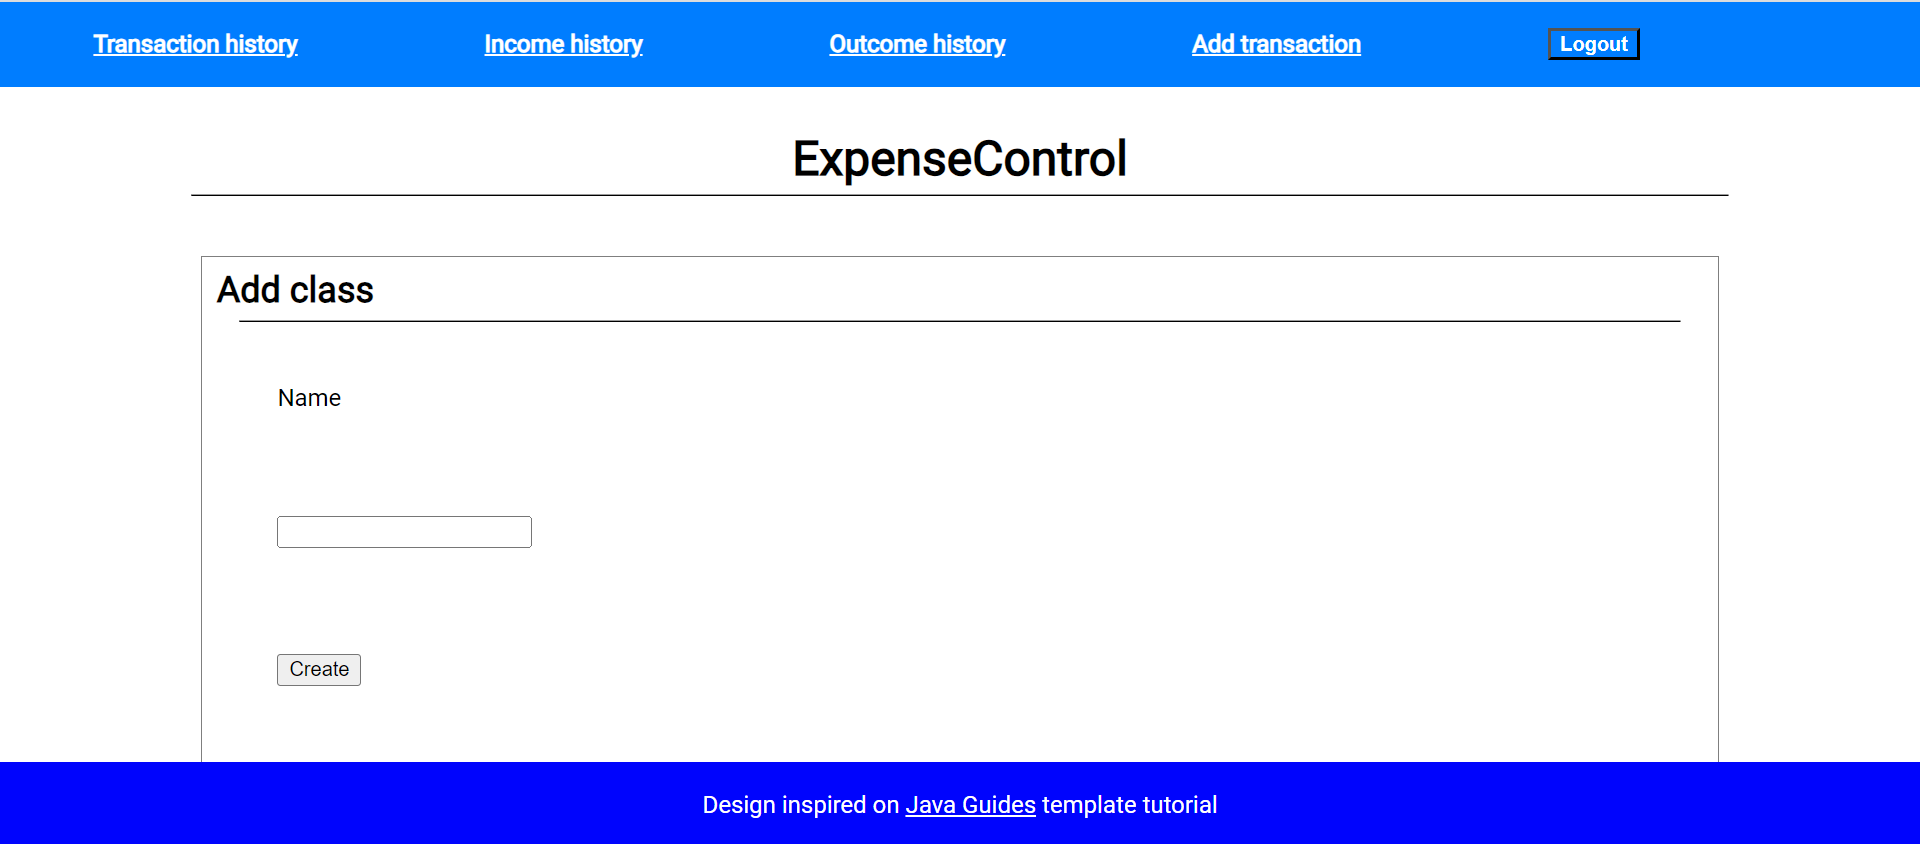 Transaction history Income history Outcome history Add transaction Logout
ExpenseControl
Add class
Name
Create
Design inspired on Java Guides template tutorial